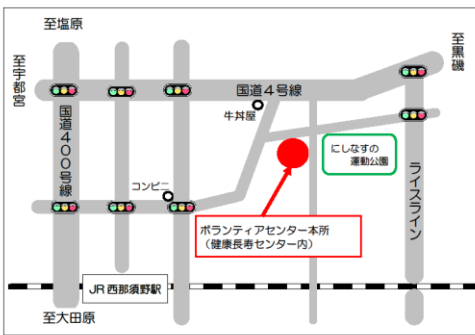 至塩原
至宇都宮
至黒磯
国道4号線
牛丼屋
国道400号線
にしなすの
運動公園
コンビニ
ライスライン
ボランティアセンター本所
（健康長寿センター内）
JR 西那須野駅
至大田原